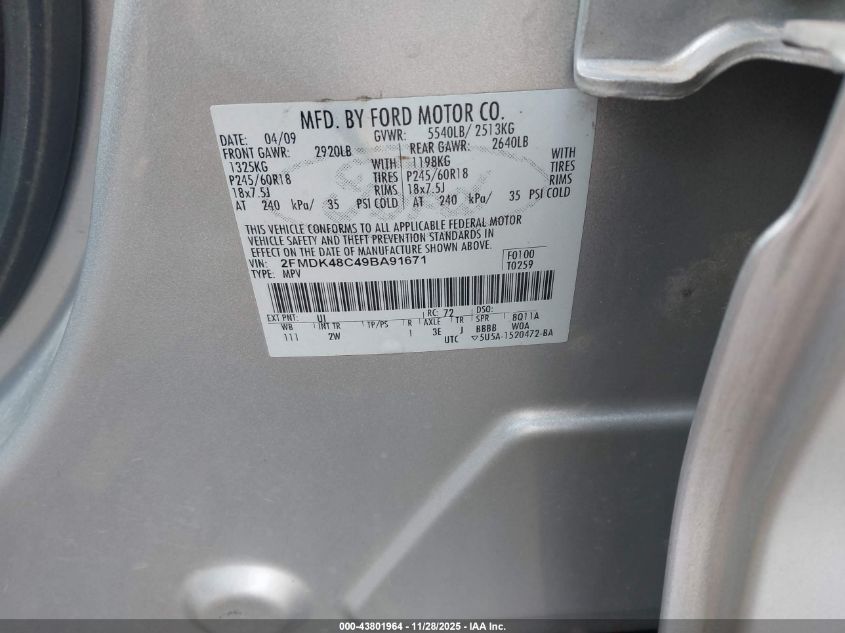 MFD. BY FORD MOTOR CO.
DATE: 04/09 GVWR: 5540LB/ 2513KG
FRONT GAWR: 2920LB REAR GAWR: 2640LB
1325KG WITH 1198KG WITH
P245/60R18 TIRES P245/60R18 TIRES
18x7.5J RIMS 18x7.5J RIMS
AT 240 kPa/ 35 PSI COLD AT 240 kPa/ 35 PSI COLD
THIS VEHICLE CONFORMS TO ALL APPLICABLE FEDERAL MOTOR
VEHICLE SAFETY AND THEFT PREVENTION STANDARDS IN
EFFECT ON THE DATE OF MANUFACTURE SHOWN ABOVE.
VIN: 2FMDK48C49BA91671 F0100
TYPE: MPV T0259
EXT PNT: UI RC: 72 DSO:
WB INT TR TP/PS R AXLE TR SPR 8Q11A
111 2W 1 3E J BBBB WOA
UTC ▽5U5A-1520472-BA
000-43801964 | 11/28/2025 | IAA Inc.